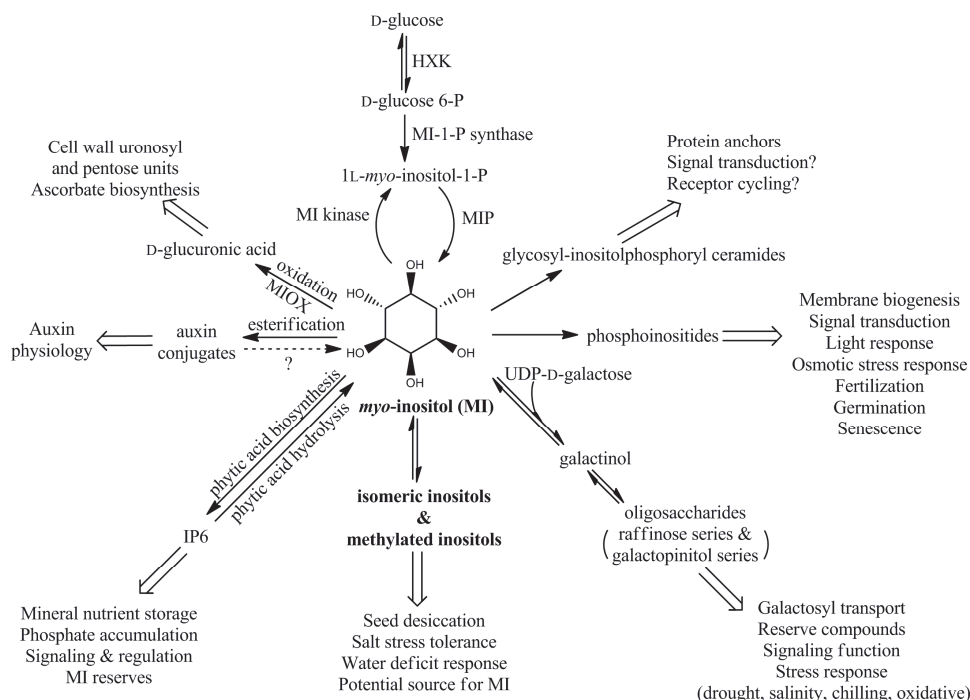 D-glucose
HXK
D-glucose 6-P
MI-1-P synthase
1L-myo-inositol-1-P
MI kinase
MIP
Cell wall uronosyl
and pentose units
Ascorbate biosynthesis
D-glucuronic acid
oxidation
MIOX
Protein anchors
Signal transduction?
Receptor cycling?
glycosyl-inositolphosphoryl ceramides
OH
HO
OH
HO
OH
OH
Auxin
physiology
auxin
conjugates
esterification
?
phosphoinositides
Membrane biogenesis
Signal transduction
Light response
Osmotic stress response
Fertilization
Germination
Senescence
myo-inositol (MI)
UDP-D-galactose
galactinol
oligosaccharides
(raffinose series &
galactopinitol series)
phytic acid biosynthesis
phytic acid hydrolysis
IP6
isomeric inositols
&
methylated inositols
Mineral nutrient storage
Phosphate accumulation
Signaling & regulation
MI reserves
Seed desiccation
Salt stress tolerance
Water deficit response
Potential source for MI
Galactosyl transport
Reserve compounds
Signaling function
Stress response
(drought, salinity, chilling, oxidative)